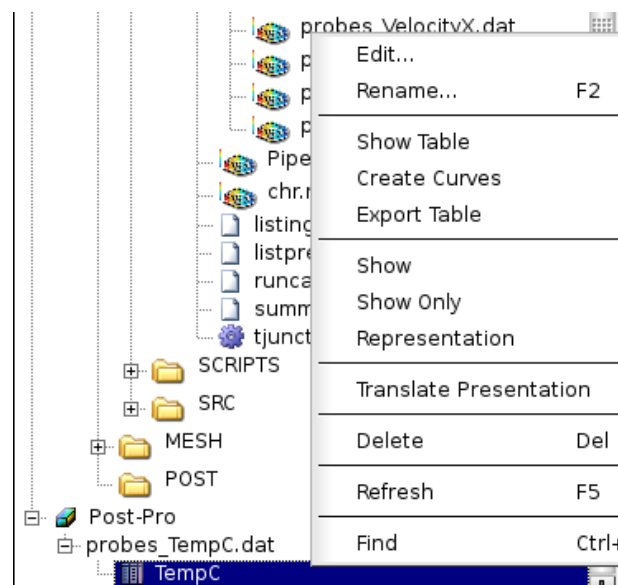 probes_VelocityX.dat
Edit...
Rename... F2
Show Table
Pipe
Create Curves
chr.r
Export Table
listing
listpre
Show
runca
Show Only
summ
Representation
tjunct
SCRIPTS
Translate Presentation
SRC
MESH
Delete Del
POST
Refresh F5
Post-Pro
probes_TempC.dat
Find Ctrl+
TempC